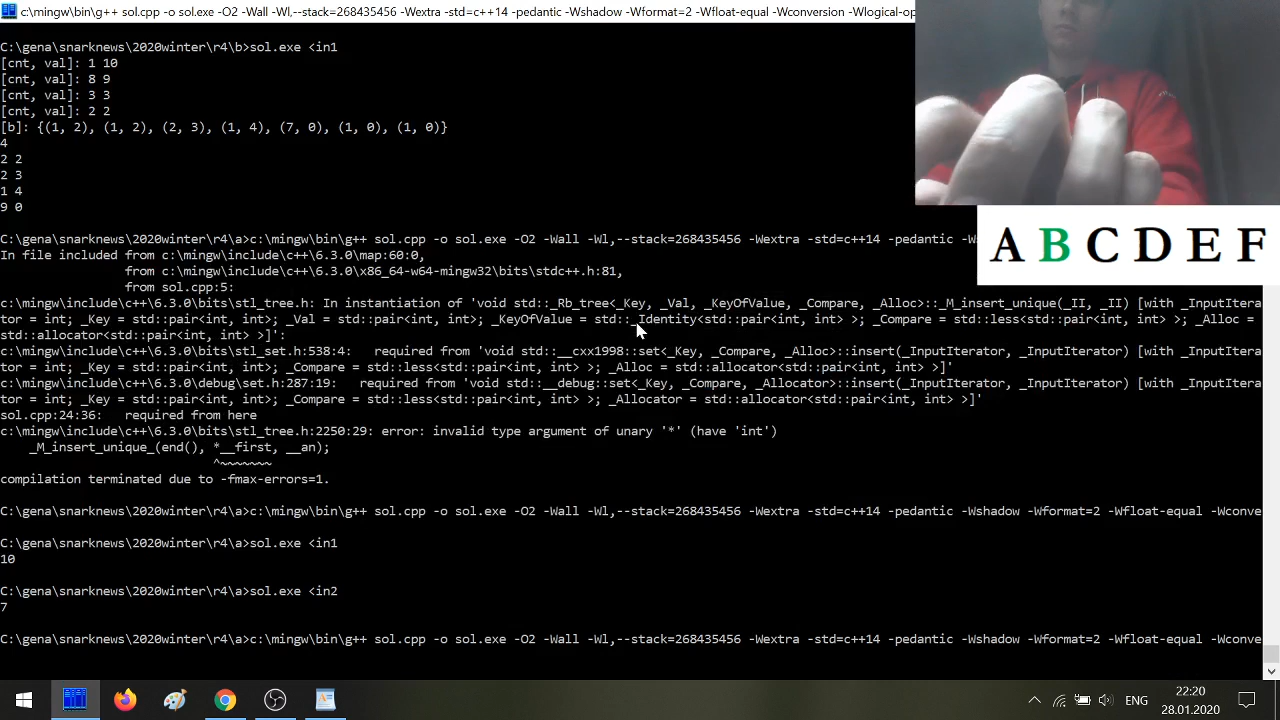 c:\mingw\bin\g++ sol.cpp -o sol.exe -O2 -Wall -Wl,--stack=268435456 -Wextra -std=c++14 -pedantic -Wshadow -Wformat=2 -Wfloat-equal -Wconversion -Wlogical-op
C:\gena\snarknews\2020winter\r4\b>sol.exe <in1
[cnt, val]: 1 10
[cnt, val]: 8 9
[cnt, val]: 3 3
[cnt, val]: 2 2
[b]: {(1, 2), (1, 2), (2, 3), (1, 4), (7, 0), (1, 0), (1, 0)}
4
2 2
2 3
1 4
9 0
A B C D E F
C:\gena\snarknews\2020winter\r4\a>c:\mingw\bin\g++ sol.cpp -o sol.exe -O2 -Wall -Wl,--stack=268435456 -Wextra -std=c++14 -pedantic
In file included from c:\mingw\include\c++\6.3.0\map:60:0,
from c:\mingw\include\c++\6.3.0\x86_64-w64-mingw32\bits\stdc++.h:81,
from sol.cpp:5:
c:\mingw\include\c++\6.3.0\bits\stl_tree.h: In instantiation of 'void std::_Rb_tree<_Key, _Val, _KeyOfValue, _Compare, _Alloc>::_M_insert_unique(_II, _II) [with _InputItera
tor = int; _Key = std::pair<int, int>; _Val = std::pair<int, int>; _KeyOfValue = std::_Identity<std::pair<int, int> >; _Compare = std::less<std::pair<int, int> >; _Alloc =
std::allocator<std::pair<int, int> >]':
c:\mingw\include\c++\6.3.0\bits\stl_set.h:538:4:   required from 'void std::__cxx1998::set<_Key, _Compare, _Alloc>::insert(_InputIterator, _InputIterator) [with _InputItera
tor = int; _Key = std::pair<int, int>; _Compare = std::less<std::pair<int, int> >; _Alloc = std::allocator<std::pair<int, int> >]'
c:\mingw\include\c++\6.3.0\debug\set.h:287:19:   required from 'void std::__debug::set<_Key, _Compare, _Allocator>::insert(_InputIterator, _InputIterator) [with _InputItera
tor = int; _Key = std::pair<int, int>; _Compare = std::less<std::pair<int, int> >; _Allocator = std::allocator<std::pair<int, int> >]'
sol.cpp:24:36:   required from here
c:\mingw\include\c++\6.3.0\bits\stl_tree.h:2250:29: error: invalid type argument of unary '*' (have 'int')
_M_insert_unique_(end(), *__first, __an);
^~~~~~~~
compilation terminated due to -fmax-errors=1.
C:\gena\snarknews\2020winter\r4\a>c:\mingw\bin\g++ sol.cpp -o sol.exe -O2 -Wall -Wl,--stack=268435456 -Wextra -std=c++14 -pedantic -Wshadow -Wformat=2 -Wfloat-equal -Wconve
C:\gena\snarknews\2020winter\r4\a>sol.exe <in1
10
C:\gena\snarknews\2020winter\r4\a>sol.exe <in2
7
C:\gena\snarknews\2020winter\r4\a>c:\mingw\bin\g++ sol.cpp -o sol.exe -O2 -Wall -Wl,--stack=268435456 -Wextra -std=c++14 -pedantic -Wshadow -Wformat=2 -Wfloat-equal -Wconve
ENG
22:20
28.01.2020